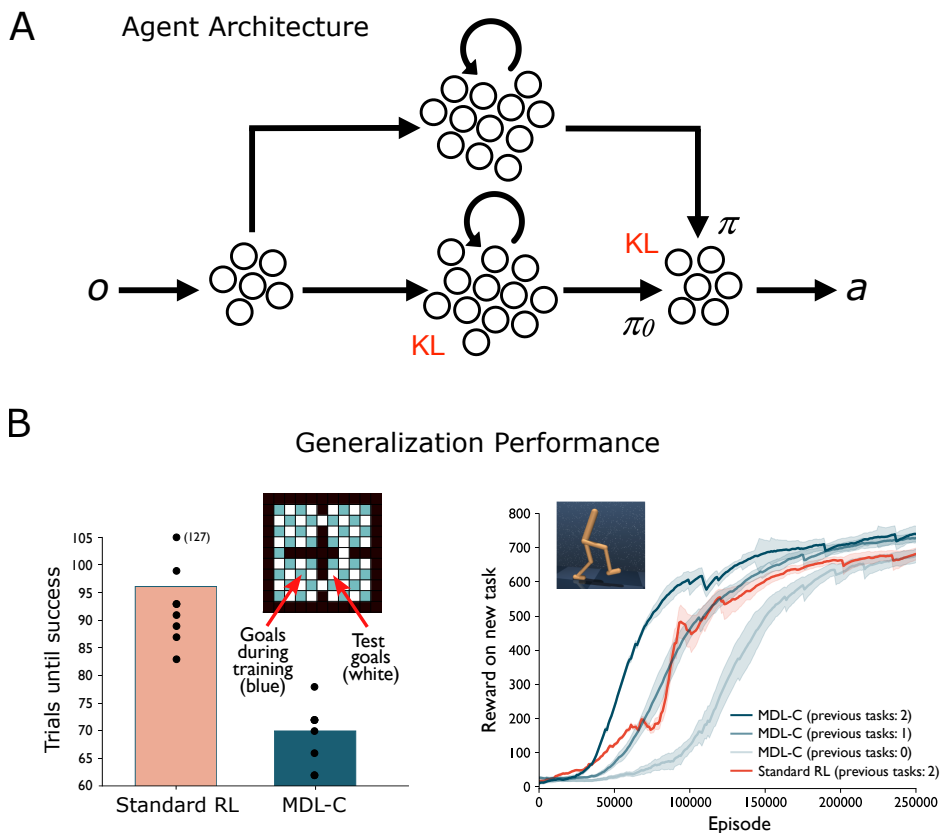 A
Agent Architecture
o
KL
π
KL
π0
a
B
Generalization Performance
Trials until success
105
100
95
90
85
80
75
70
65
60
(127)
Goals
during
training
(blue)
Test
goals
(white)
Standard RL
MDL-C
Reward on new task
800
700
600
500
400
300
200
100
0
MDL-C (previous tasks: 2)
MDL-C (previous tasks: 1)
MDL-C (previous tasks: 0)
Standard RL (previous tasks: 2)
0
50000
100000
150000
200000
250000
Episode